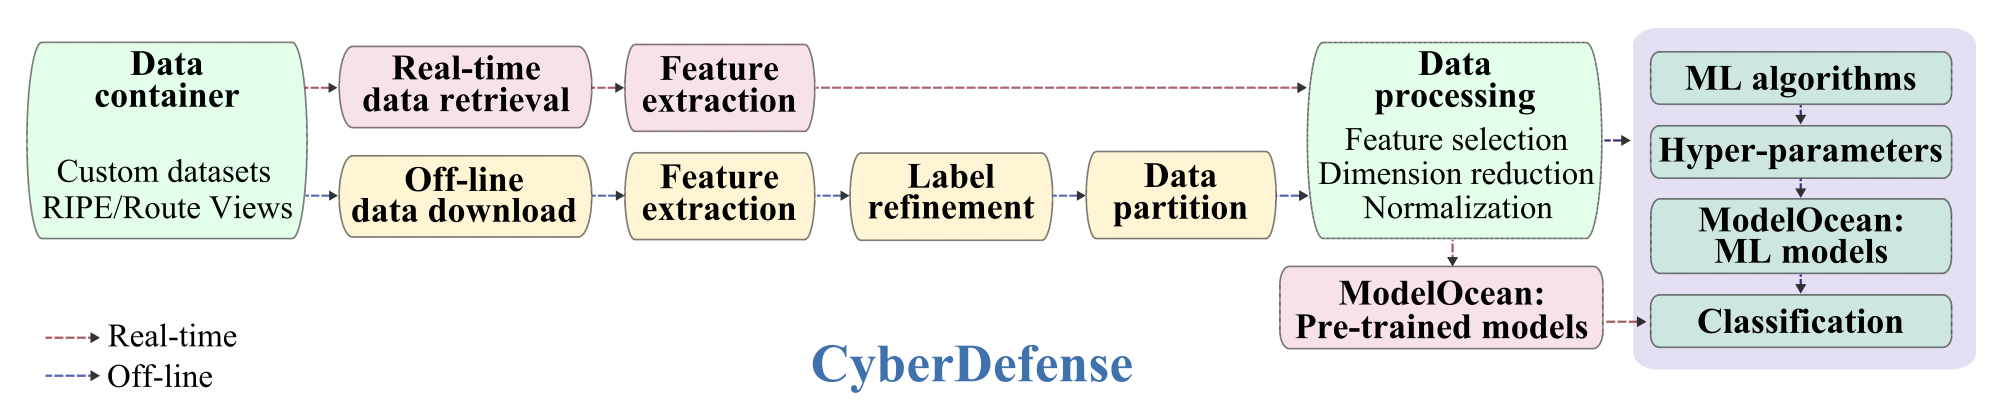 Data
container
Custom datasets
RIPE/Route Views
Real-time
data retrieval
Feature
extraction
Off-line
data download
Feature
extraction
Label
refinement
Data
partition
Data
processing
Feature selection
Dimension reduction
Normalization
ModelOcean:
Pre-trained models
ML algorithms
Hyper-parameters
ModelOcean:
ML models
Classification
Real-time
Off-line
CyberDefense